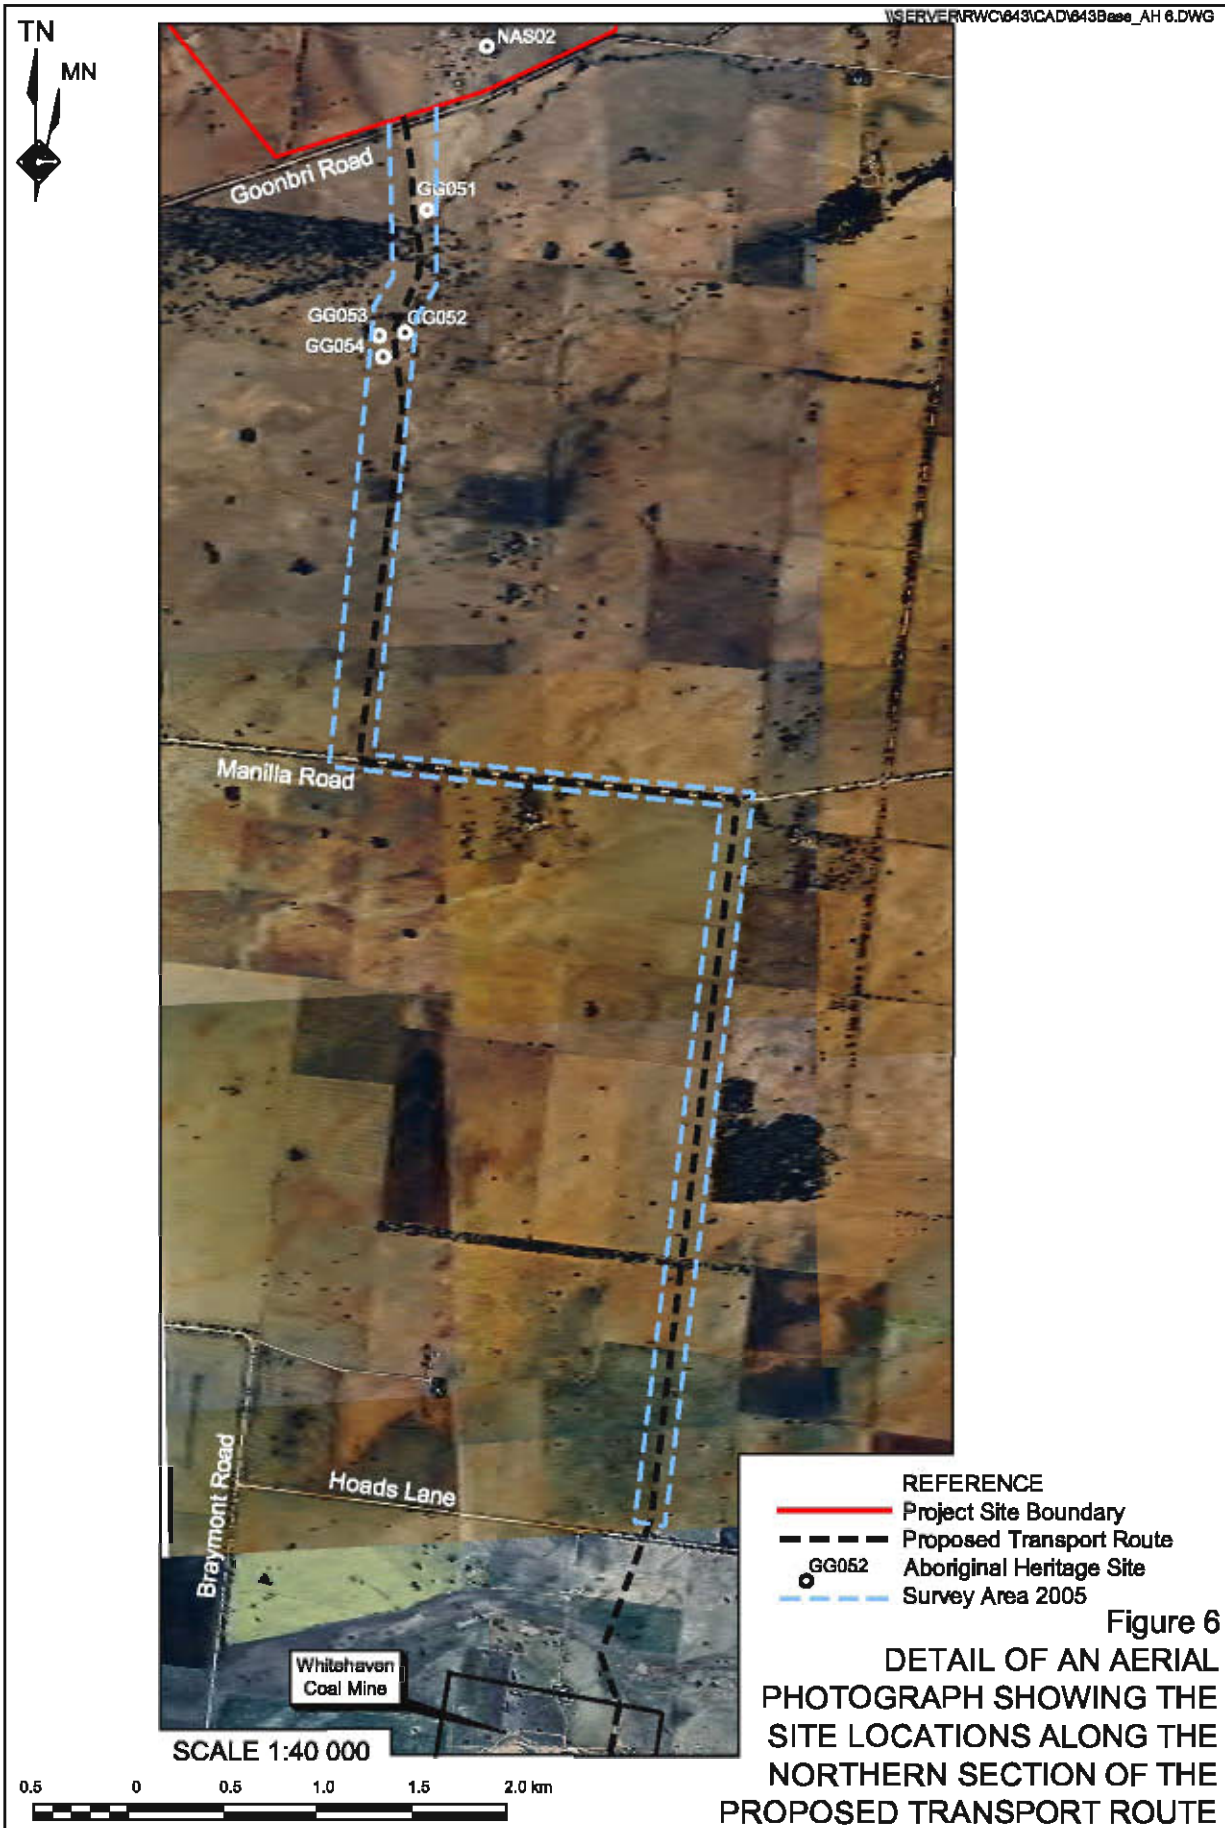 \\SERVER\RWC\643\CAD\643Base_AH 6.DWG
TN
MN
NAS02
Goonbri Road
GG051
GG053
GG052
GG054
Manilla Road
Braymont Road
Hoads Lane
Whitehaven
Coal Mine
REFERENCE
Project Site Boundary
Proposed Transport Route
GG052
Aboriginal Heritage Site
Survey Area 2005
Figure 6
DETAIL OF AN AERIAL
PHOTOGRAPH SHOWING THE
SITE LOCATIONS ALONG THE
NORTHERN SECTION OF THE
PROPOSED TRANSPORT ROUTE
SCALE 1:40 000
0.5 0 0.5 1.0 1.5 2.0 km